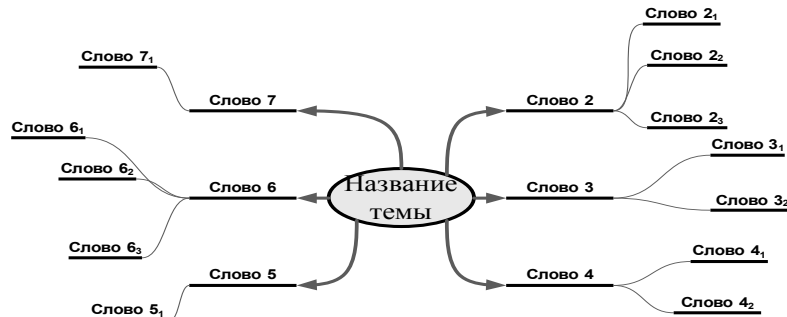 Слово 2₁
Слово 7₁
Слово 2₂
Слово 7
Слово 2
Слово 6₁
Слово 2₃
Слово 3₁
Слово 6₂
Название
темы
Слово 6
Слово 3
Слово 3₂
Слово 6₃
Слово 4₁
Слово 5
Слово 4
Слово 5₁
Слово 4₂